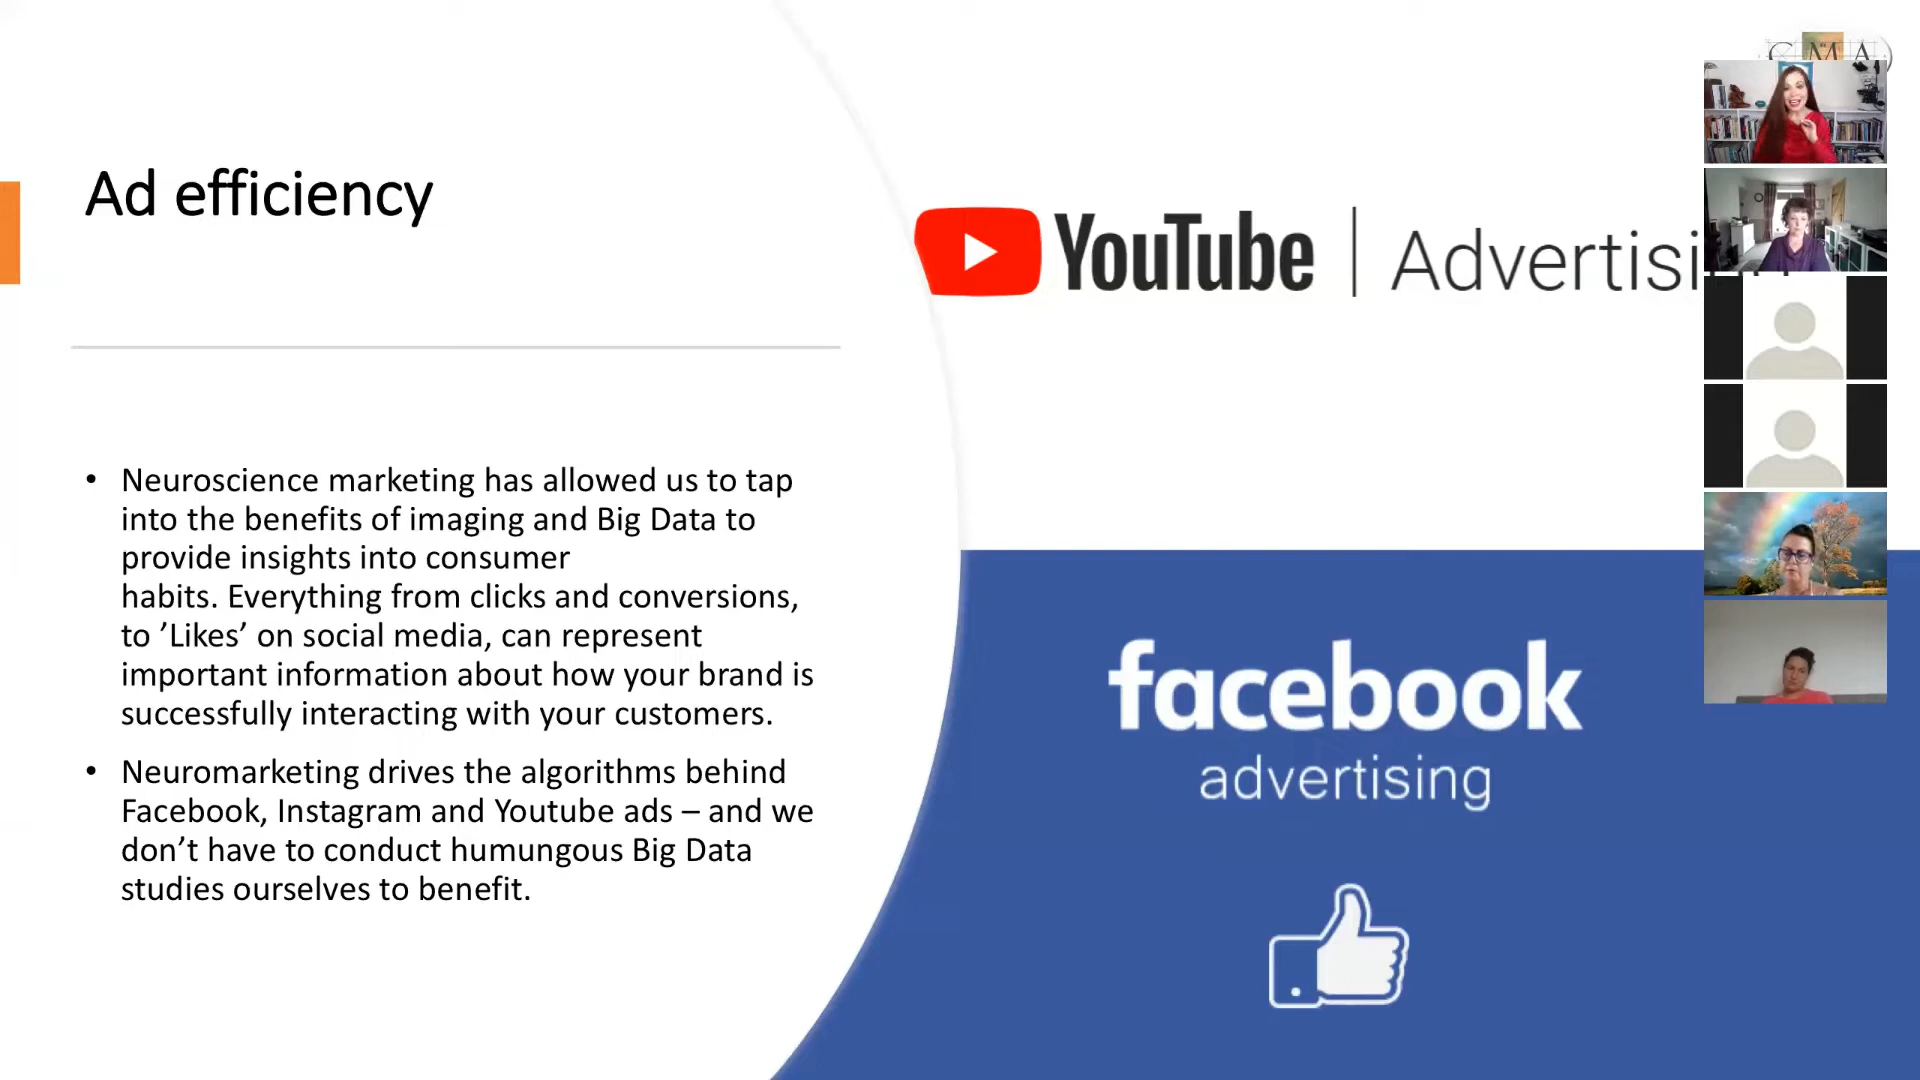 CMA
Ad efficiency
YouTube | Advertisi
• Neuroscience marketing has allowed us to tap
into the benefits of imaging and Big Data to
provide insights into consumer
habits. Everything from clicks and conversions,
to ’Likes’ on social media, can represent
important information about how your brand is
successfully interacting with your customers.
• Neuromarketing drives the algorithms behind
Facebook, Instagram and Youtube ads – and we
don’t have to conduct humungous Big Data
studies ourselves to benefit.
facebook
advertising